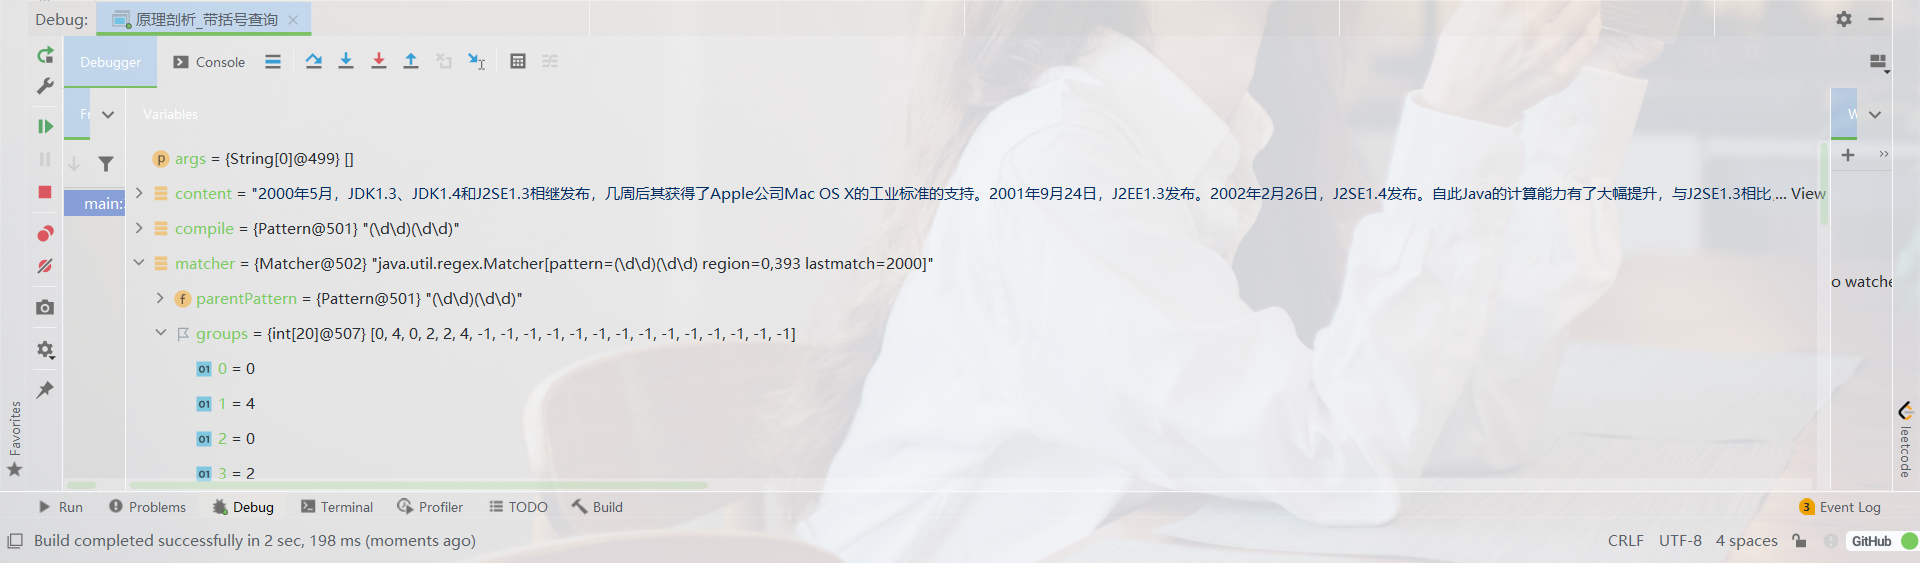 Debug: 原理剖析_带括号查询
Debugger Console
Fr Variables W
args = {String[0]@499} []
content = "2000年5月，JDK1.3、JDK1.4和J2SE1.3相继发布，几周后其获得了Apple公司Mac OS X的工业标准的支持。2001年9月24日，J2EE1.3发布。2002年2月26日，J2SE1.4发布。自此Java的计算能力有了大幅提升，与J2SE1.3相比，... View
main:
compile = {Pattern@501} "(\d\d)(\d\d)"
matcher = {Matcher@502} "java.util.regex.Matcher[pattern=(\d\d)(\d\d) region=0,393 lastmatch=2000]"
o watche
parentPattern = {Pattern@501} "(\d\d)(\d\d)"
groups = {int[20]@507} [0, 4, 0, 2, 2, 4, -1, -1, -1, -1, -1, -1, -1, -1, -1, -1, -1, -1, -1, -1]
01 0 = 0
01 1 = 4
01 2 = 0
01 3 = 2
Favorites
leetcode
Run Problems Debug Terminal Profiler TODO Build 3 Event Log
Build completed successfully in 2 sec, 198 ms (moments ago) CRLF UTF-8 4 spaces GitHub